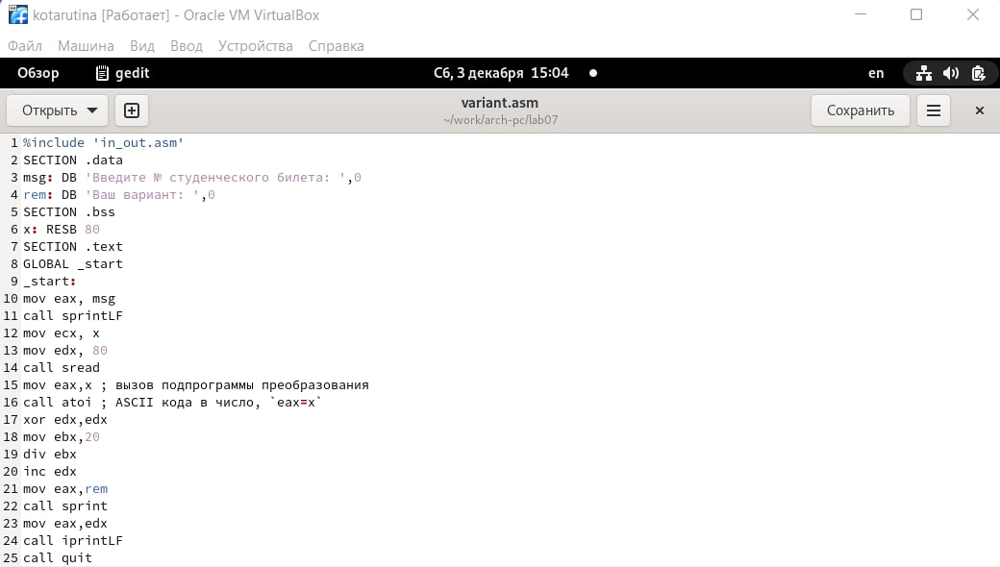 kotarutina [Работает] - Oracle VM VirtualBox
Файл Машина Вид Ввод Устройства Справка
Обзор gedit Сб, 3 декабря 15:04 en
Открыть variant.asm Сохранить
~/work/arch-pc/lab07
1 %include 'in_out.asm'
2 SECTION .data
3 msg: DB 'Введите № студенческого билета: ',0
4 rem: DB 'Ваш вариант: ',0
5 SECTION .bss
6 x: RESB 80
7 SECTION .text
8 GLOBAL _start
9 _start:
10 mov eax, msg
11 call sprintLF
12 mov ecx, x
13 mov edx, 80
14 call sread
15 mov eax,x ; вызов подпрограммы преобразования
16 call atoi ; ASCII кода в число, `eax=x`
17 xor edx,edx
18 mov ebx,20
19 div ebx
20 inc edx
21 mov eax,rem
22 call sprint
23 mov eax,edx
24 call iprintLF
25 call quit